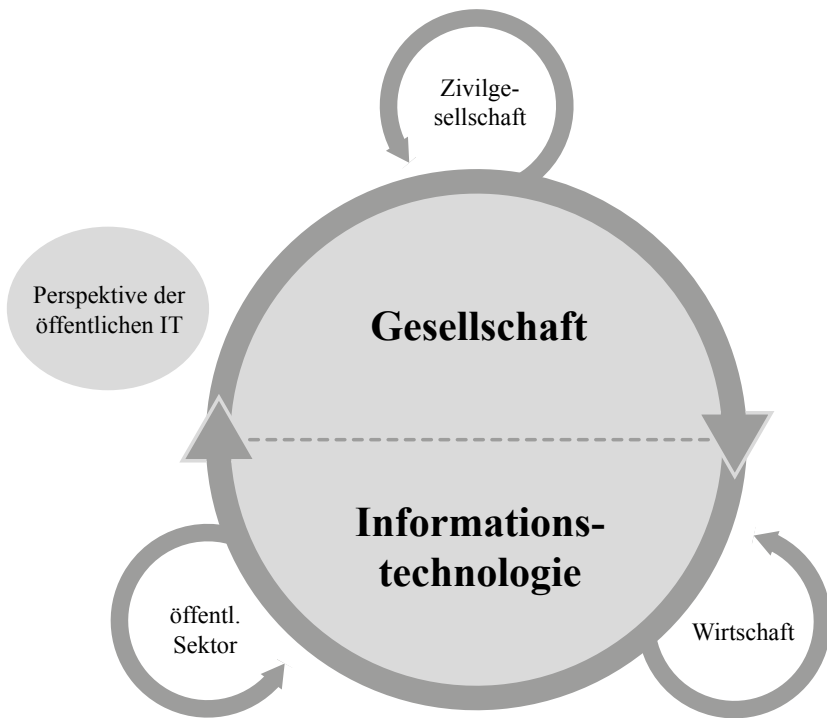 Zivilge-
sellschaft
Perspektive der
öffentlichen IT
Gesellschaft
Informations-
technologie
öffentl.
Sektor
Wirtschaft